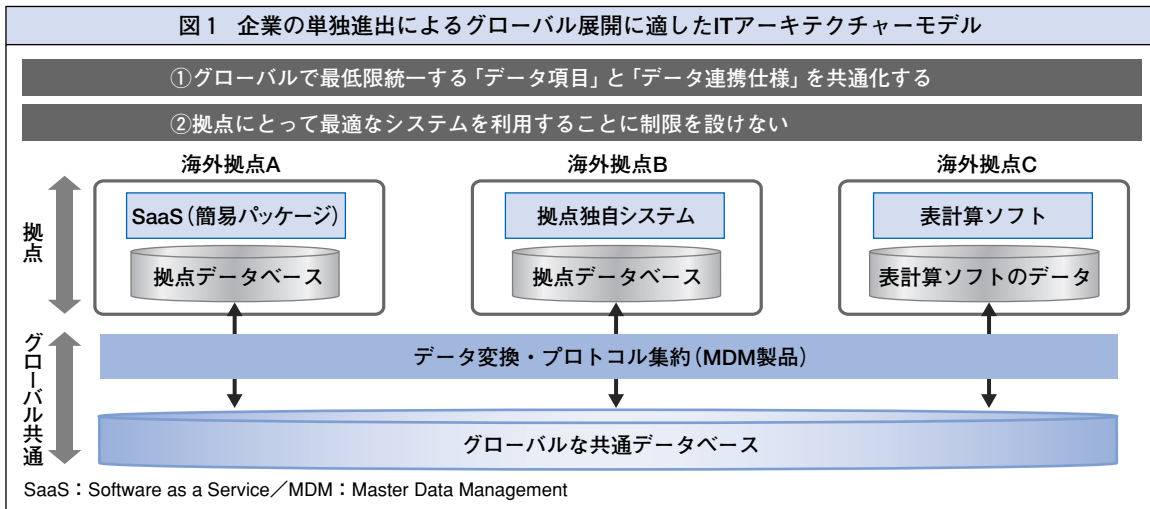 図1 企業の単独進出によるグローバル展開に適したITアーキテクチャーモデル
①グローバルで最低限統一する「データ項目」と「データ連携仕様」を共通化する
②拠点にとって最適なシステムを利用することに制限を設けない
海外拠点A
海外拠点B
海外拠点C
拠点
SaaS（簡易パッケージ）
拠点独自システム
表計算ソフト
拠点データベース
拠点データベース
表計算ソフトのデータ
グローバル共通
データ変換・プロトコル集約（MDM製品）
グローバルな共通データベース
SaaS：Software as a Service／MDM：Master Data Management